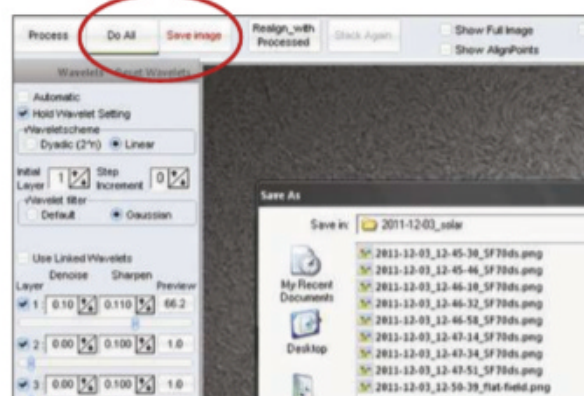 Process Do All Save image Realign_with Processed Stack Again Show Full Image
Show AlignPoints
Wavelets Reset Wavelets
Automatic
Hold Wavelet Setting
Waveletscheme
Dyadic (2^n) Linear
Initial Layer 1 Step Increment 0
Wavelet filter
Default Gaussian
Use Linked Wavelets
Denoise Sharpen
Layer Preview
1 0.10 0.110 66.2
2 0.00 0.100 1.0
3 0.00 0.100 1.0
Save As
Save in: 2011-12-03_solar
My Recent Documents
Desktop
2011-12-03_12-45-30_SF70ds.png
2011-12-03_12-45-46_SF70ds.png
2011-12-03_12-46-10_SF70ds.png
2011-12-03_12-46-32_SF70ds.png
2011-12-03_12-46-58_SF70ds.png
2011-12-03_12-47-14_SF70ds.png
2011-12-03_12-47-34_SF70ds.png
2011-12-03_12-47-51_SF70ds.png
2011-12-03_12-50-39_flat-field.png